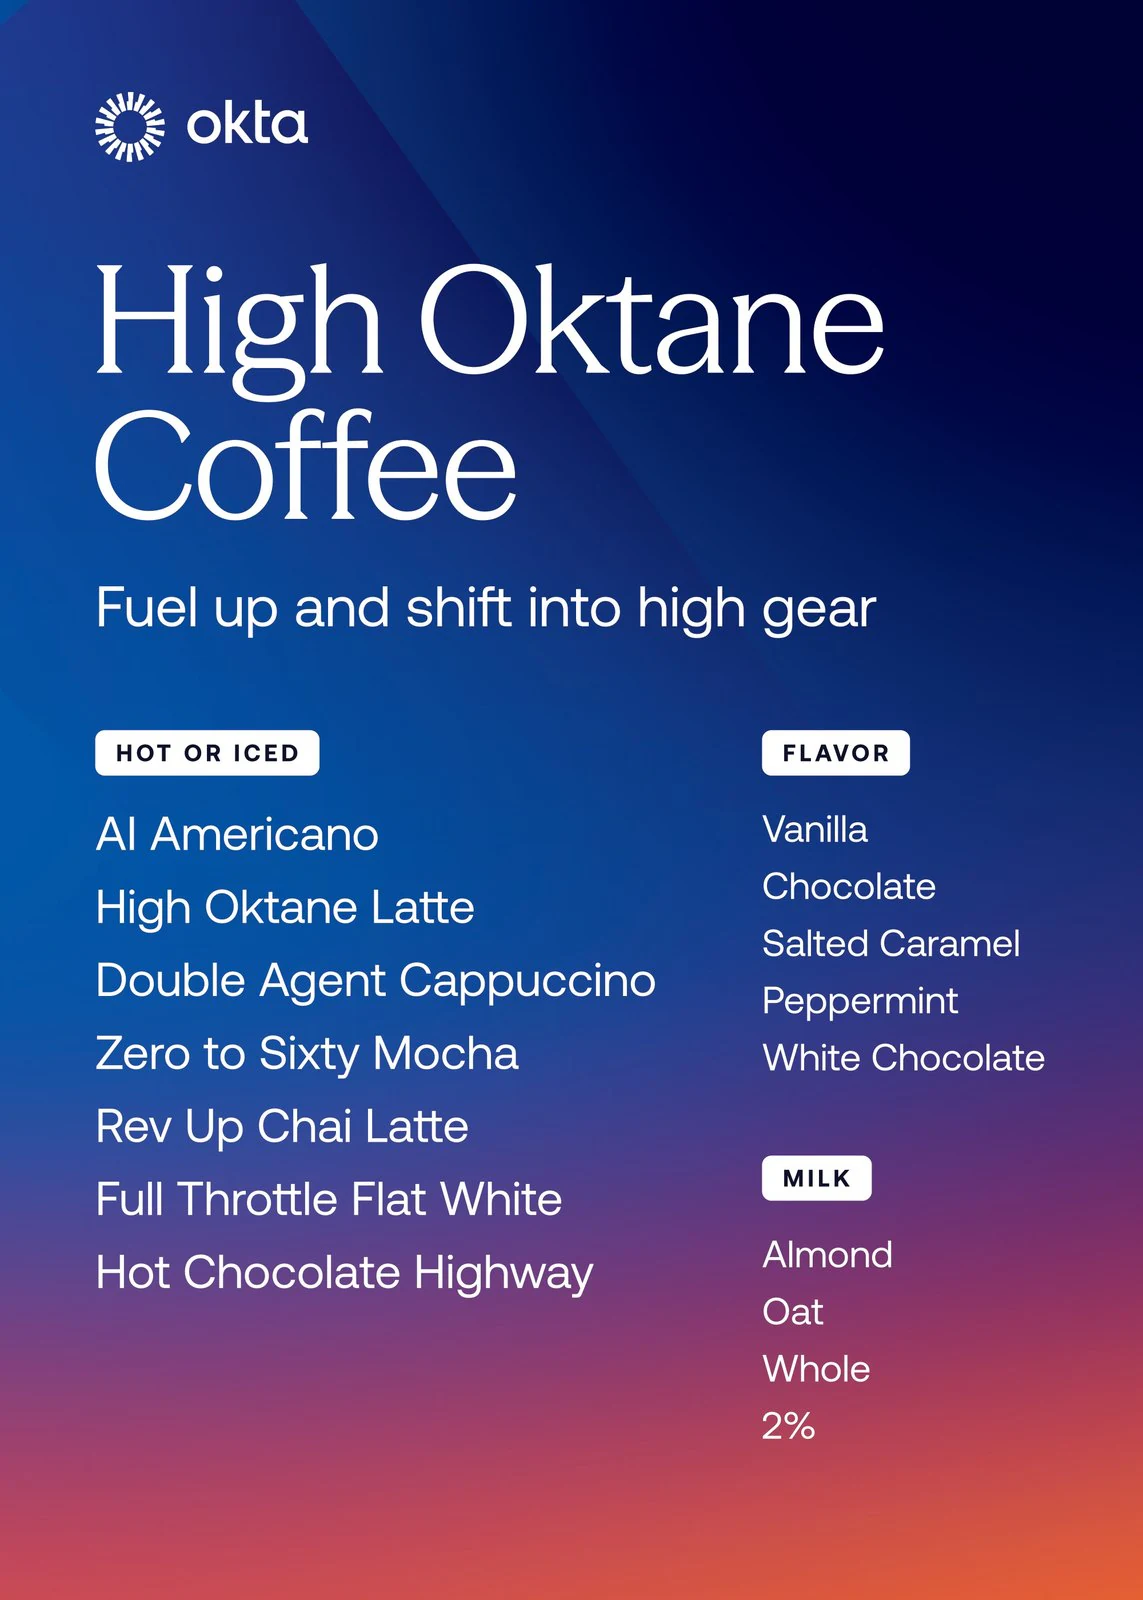 okta
High Oktane
Coffee
Fuel up and shift into high gear
HOT OR ICED
AI Americano
High Oktane Latte
Double Agent Cappuccino
Zero to Sixty Mocha
Rev Up Chai Latte
Full Throttle Flat White
Hot Chocolate Highway
FLAVOR
Vanilla
Chocolate
Salted Caramel
Peppermint
White Chocolate
MILK
Almond
Oat
Whole
2%